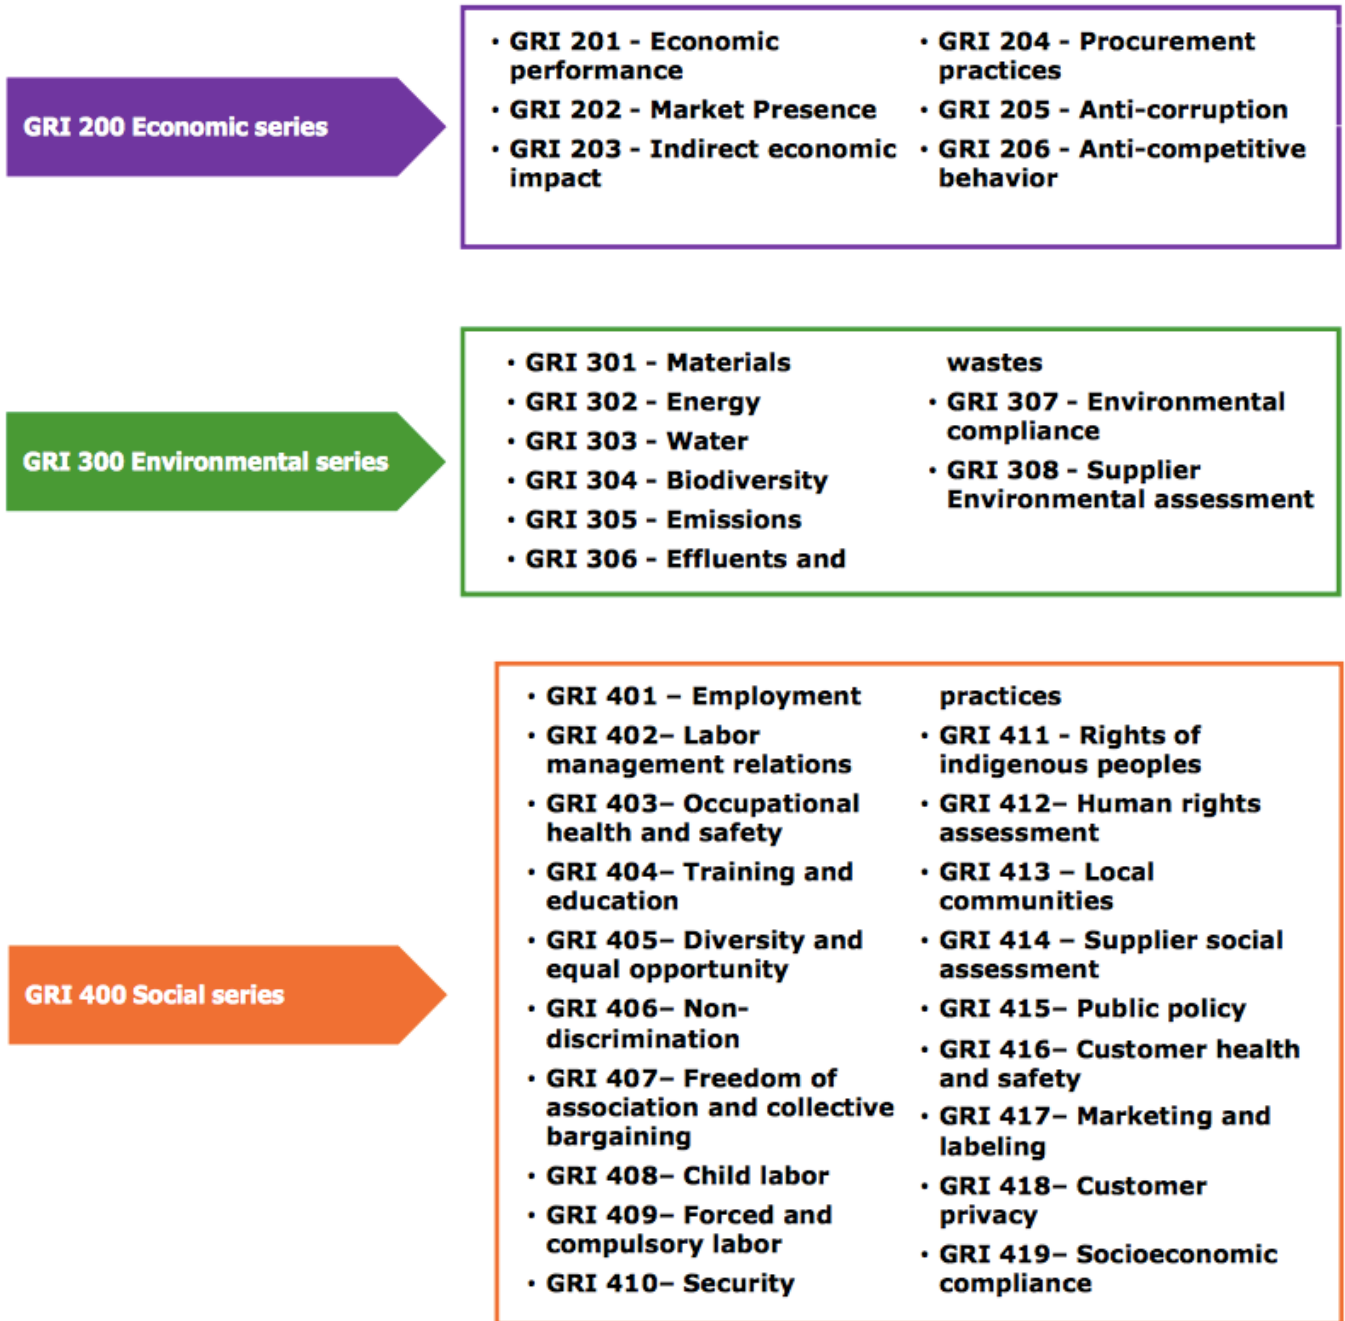 GRI 200 Economic series
· GRI 201 - Economic
performance
· GRI 202 - Market Presence
· GRI 203 - Indirect economic
impact
· GRI 204 - Procurement
practices
· GRI 205 - Anti-corruption
· GRI 206 - Anti-competitive
behavior
GRI 300 Environmental series
· GRI 301 - Materials
· GRI 302 - Energy
· GRI 303 - Water
· GRI 304 - Biodiversity
· GRI 305 - Emissions
· GRI 306 - Effluents and
wastes
· GRI 307 - Environmental
compliance
· GRI 308 - Supplier
Environmental assessment
GRI 400 Social series
· GRI 401 – Employment
· GRI 402– Labor
management relations
· GRI 403– Occupational
health and safety
· GRI 404– Training and
education
· GRI 405– Diversity and
equal opportunity
· GRI 406– Non-
discrimination
· GRI 407– Freedom of
association and collective
bargaining
· GRI 408– Child labor
· GRI 409– Forced and
compulsory labor
· GRI 410– Security
practices
· GRI 411 - Rights of
indigenous peoples
· GRI 412– Human rights
assessment
· GRI 413 – Local
communities
· GRI 414 – Supplier social
assessment
· GRI 415– Public policy
· GRI 416– Customer health
and safety
· GRI 417– Marketing and
labeling
· GRI 418– Customer
privacy
· GRI 419– Socioeconomic
compliance